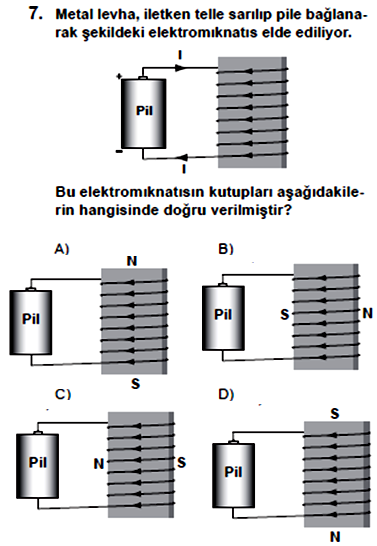 7. Metal levha, iletken telle sarılıp pile bağlana-
rak şekildeki elektromıknatıs elde ediliyor.
I
+
Pil
-
I
Bu elektromıknatısın kutupları aşağıdakile-
rin hangisinde doğru verilmiştir?
A)
N
Pil
S
B)
Pil
S
N
C)
Pil
N
S
D)
S
Pil
N